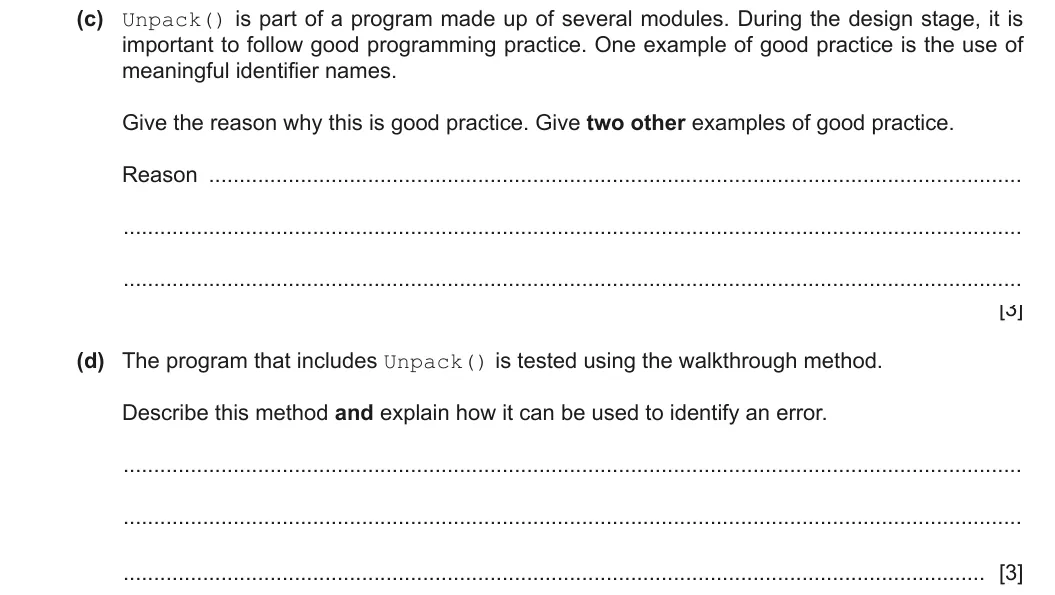 (c) Unpack() is part of a program made up of several modules. During the design stage, it is
important to follow good programming practice. One example of good practice is the use of
meaningful identifier names.
Give the reason why this is good practice. Give two other examples of good practice.
Reason ......................................................................................................................................
....................................................................................................................................................
....................................................................................................................................................
[3]
(d) The program that includes Unpack() is tested using the walkthrough method.
Describe this method and explain how it can be used to identify an error.
....................................................................................................................................................
....................................................................................................................................................
.............................................................................................................................................. [3]